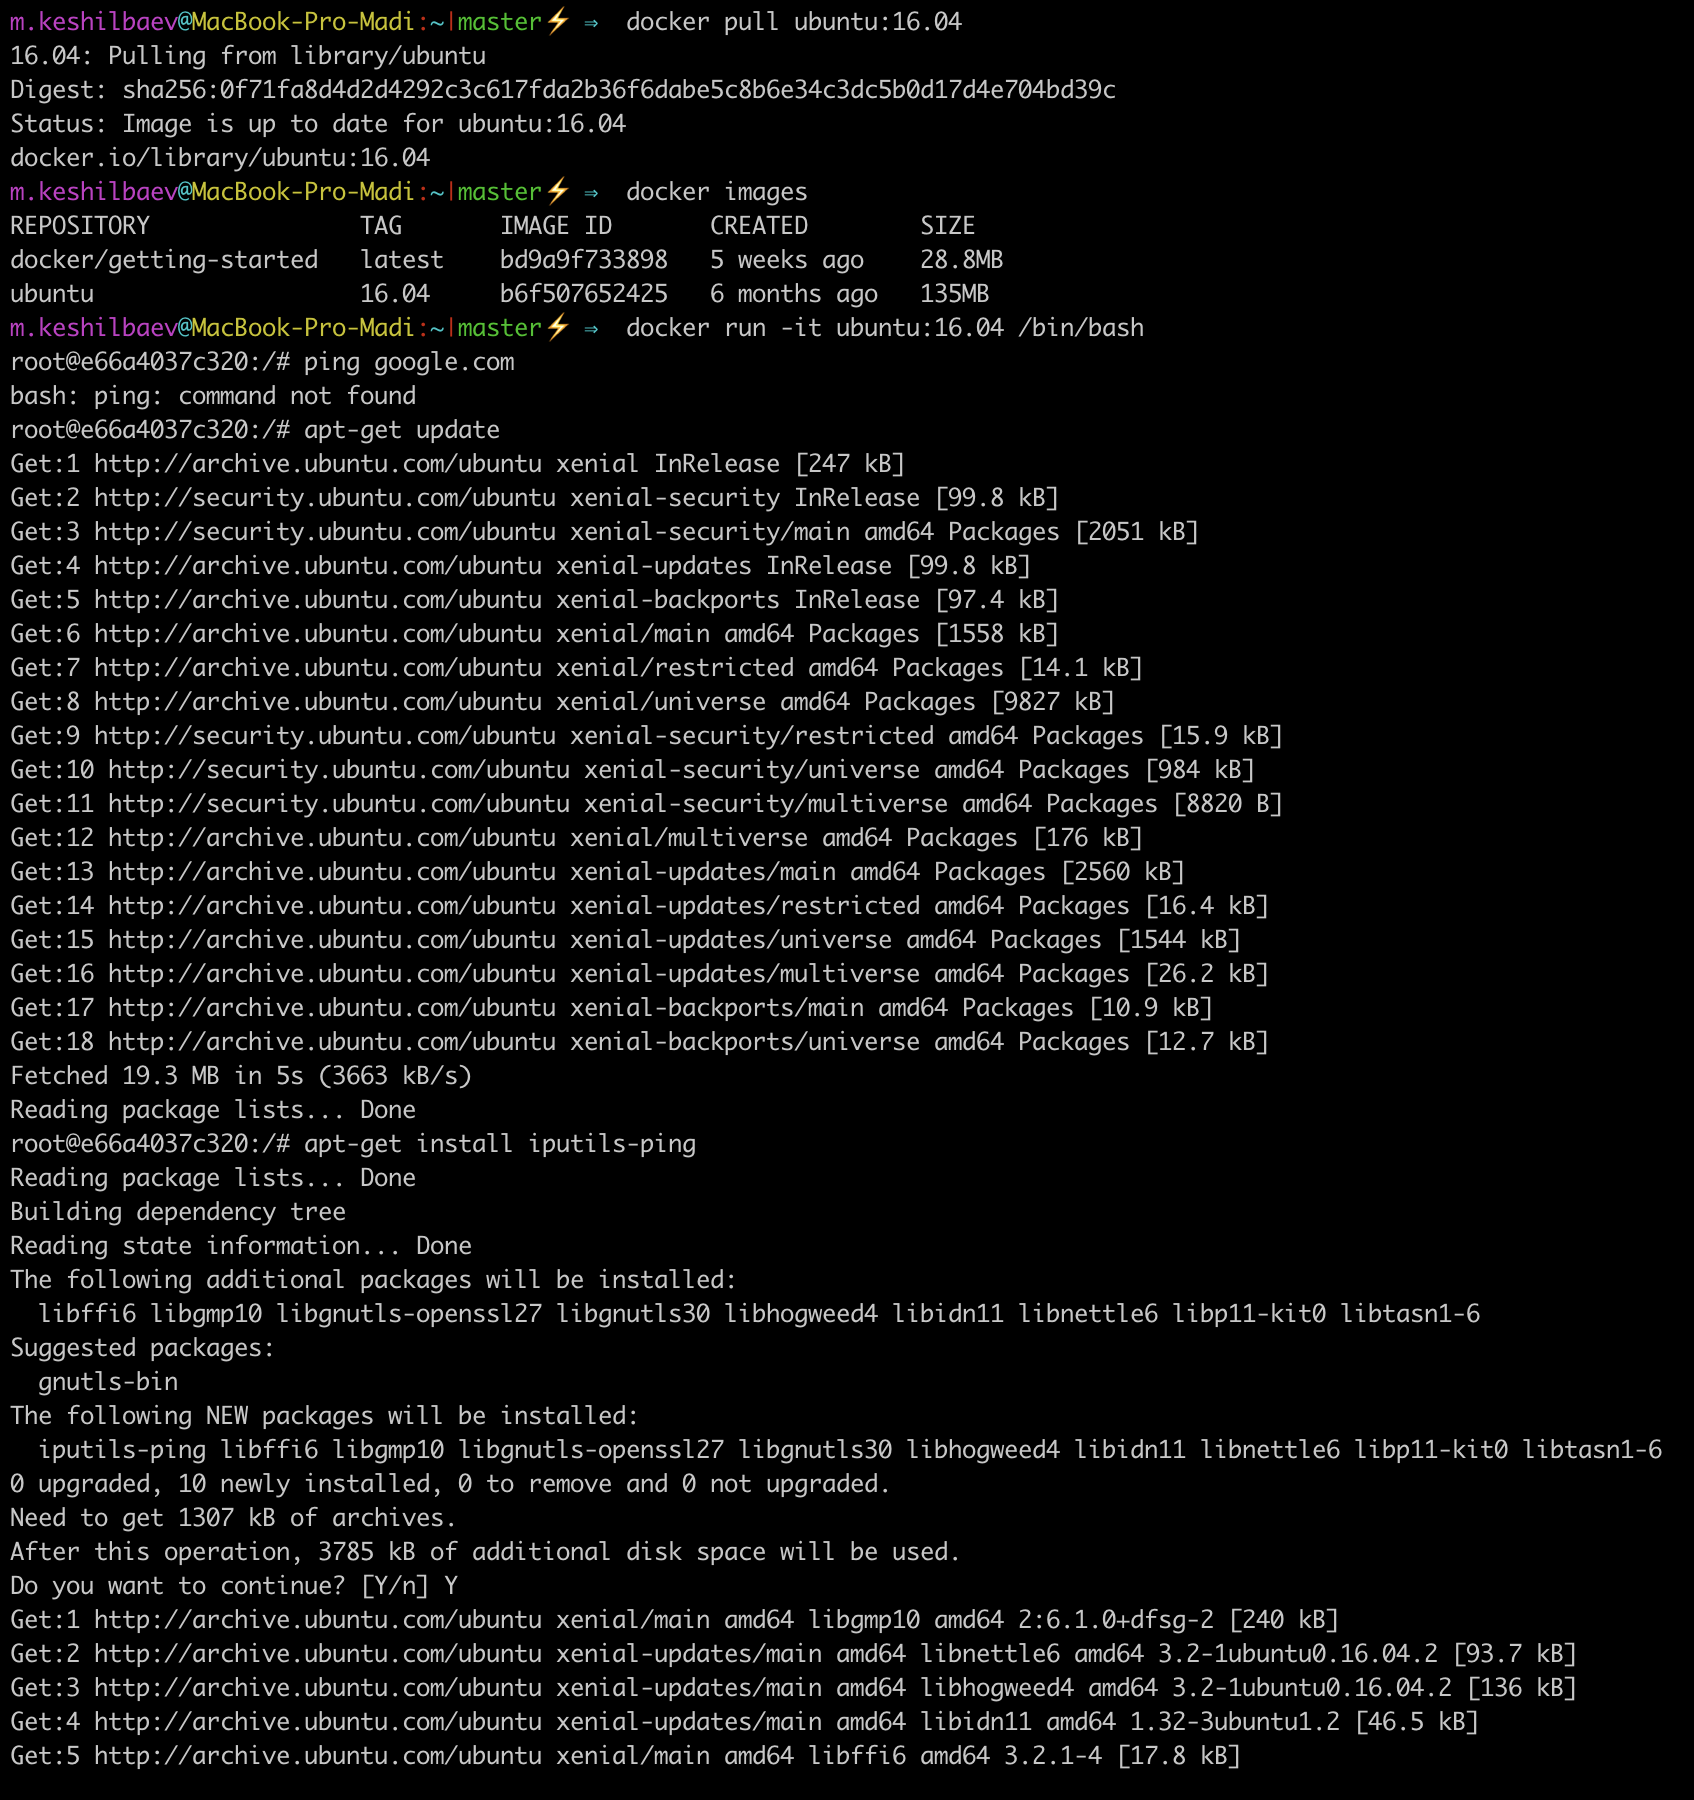 m.keshilbaev@MacBook-Pro-Madi:~|master⚡ ⇒  docker pull ubuntu:16.04
16.04: Pulling from library/ubuntu
Digest: sha256:0f71fa8d4d2d4292c3c617fda2b36f6dabe5c8b6e34c3dc5b0d17d4e704bd39c
Status: Image is up to date for ubuntu:16.04
docker.io/library/ubuntu:16.04
m.keshilbaev@MacBook-Pro-Madi:~|master⚡ ⇒  docker images
REPOSITORY               TAG       IMAGE ID       CREATED        SIZE
docker/getting-started   latest    bd9a9f733898   5 weeks ago    28.8MB
ubuntu                   16.04     b6f507652425   6 months ago   135MB
m.keshilbaev@MacBook-Pro-Madi:~|master⚡ ⇒  docker run -it ubuntu:16.04 /bin/bash
root@e66a4037c320:/# ping google.com
bash: ping: command not found
root@e66a4037c320:/# apt-get update
Get:1 http://archive.ubuntu.com/ubuntu xenial InRelease [247 kB]
Get:2 http://security.ubuntu.com/ubuntu xenial-security InRelease [99.8 kB]
Get:3 http://security.ubuntu.com/ubuntu xenial-security/main amd64 Packages [2051 kB]
Get:4 http://archive.ubuntu.com/ubuntu xenial-updates InRelease [99.8 kB]
Get:5 http://archive.ubuntu.com/ubuntu xenial-backports InRelease [97.4 kB]
Get:6 http://archive.ubuntu.com/ubuntu xenial/main amd64 Packages [1558 kB]
Get:7 http://archive.ubuntu.com/ubuntu xenial/restricted amd64 Packages [14.1 kB]
Get:8 http://archive.ubuntu.com/ubuntu xenial/universe amd64 Packages [9827 kB]
Get:9 http://security.ubuntu.com/ubuntu xenial-security/restricted amd64 Packages [15.9 kB]
Get:10 http://security.ubuntu.com/ubuntu xenial-security/universe amd64 Packages [984 kB]
Get:11 http://security.ubuntu.com/ubuntu xenial-security/multiverse amd64 Packages [8820 B]
Get:12 http://archive.ubuntu.com/ubuntu xenial/multiverse amd64 Packages [176 kB]
Get:13 http://archive.ubuntu.com/ubuntu xenial-updates/main amd64 Packages [2560 kB]
Get:14 http://archive.ubuntu.com/ubuntu xenial-updates/restricted amd64 Packages [16.4 kB]
Get:15 http://archive.ubuntu.com/ubuntu xenial-updates/universe amd64 Packages [1544 kB]
Get:16 http://archive.ubuntu.com/ubuntu xenial-updates/multiverse amd64 Packages [26.2 kB]
Get:17 http://archive.ubuntu.com/ubuntu xenial-backports/main amd64 Packages [10.9 kB]
Get:18 http://archive.ubuntu.com/ubuntu xenial-backports/universe amd64 Packages [12.7 kB]
Fetched 19.3 MB in 5s (3663 kB/s)
Reading package lists... Done
root@e66a4037c320:/# apt-get install iputils-ping
Reading package lists... Done
Building dependency tree
Reading state information... Done
The following additional packages will be installed:
  libffi6 libgmp10 libgnutls-openssl27 libgnutls30 libhogweed4 libidn11 libnettle6 libp11-kit0 libtasn1-6
Suggested packages:
  gnutls-bin
The following NEW packages will be installed:
  iputils-ping libffi6 libgmp10 libgnutls-openssl27 libgnutls30 libhogweed4 libidn11 libnettle6 libp11-kit0 libtasn1-6
0 upgraded, 10 newly installed, 0 to remove and 0 not upgraded.
Need to get 1307 kB of archives.
After this operation, 3785 kB of additional disk space will be used.
Do you want to continue? [Y/n] Y
Get:1 http://archive.ubuntu.com/ubuntu xenial/main amd64 libgmp10 amd64 2:6.1.0+dfsg-2 [240 kB]
Get:2 http://archive.ubuntu.com/ubuntu xenial-updates/main amd64 libnettle6 amd64 3.2-1ubuntu0.16.04.2 [93.7 kB]
Get:3 http://archive.ubuntu.com/ubuntu xenial-updates/main amd64 libhogweed4 amd64 3.2-1ubuntu0.16.04.2 [136 kB]
Get:4 http://archive.ubuntu.com/ubuntu xenial-updates/main amd64 libidn11 amd64 1.32-3ubuntu1.2 [46.5 kB]
Get:5 http://archive.ubuntu.com/ubuntu xenial/main amd64 libffi6 amd64 3.2.1-4 [17.8 kB]